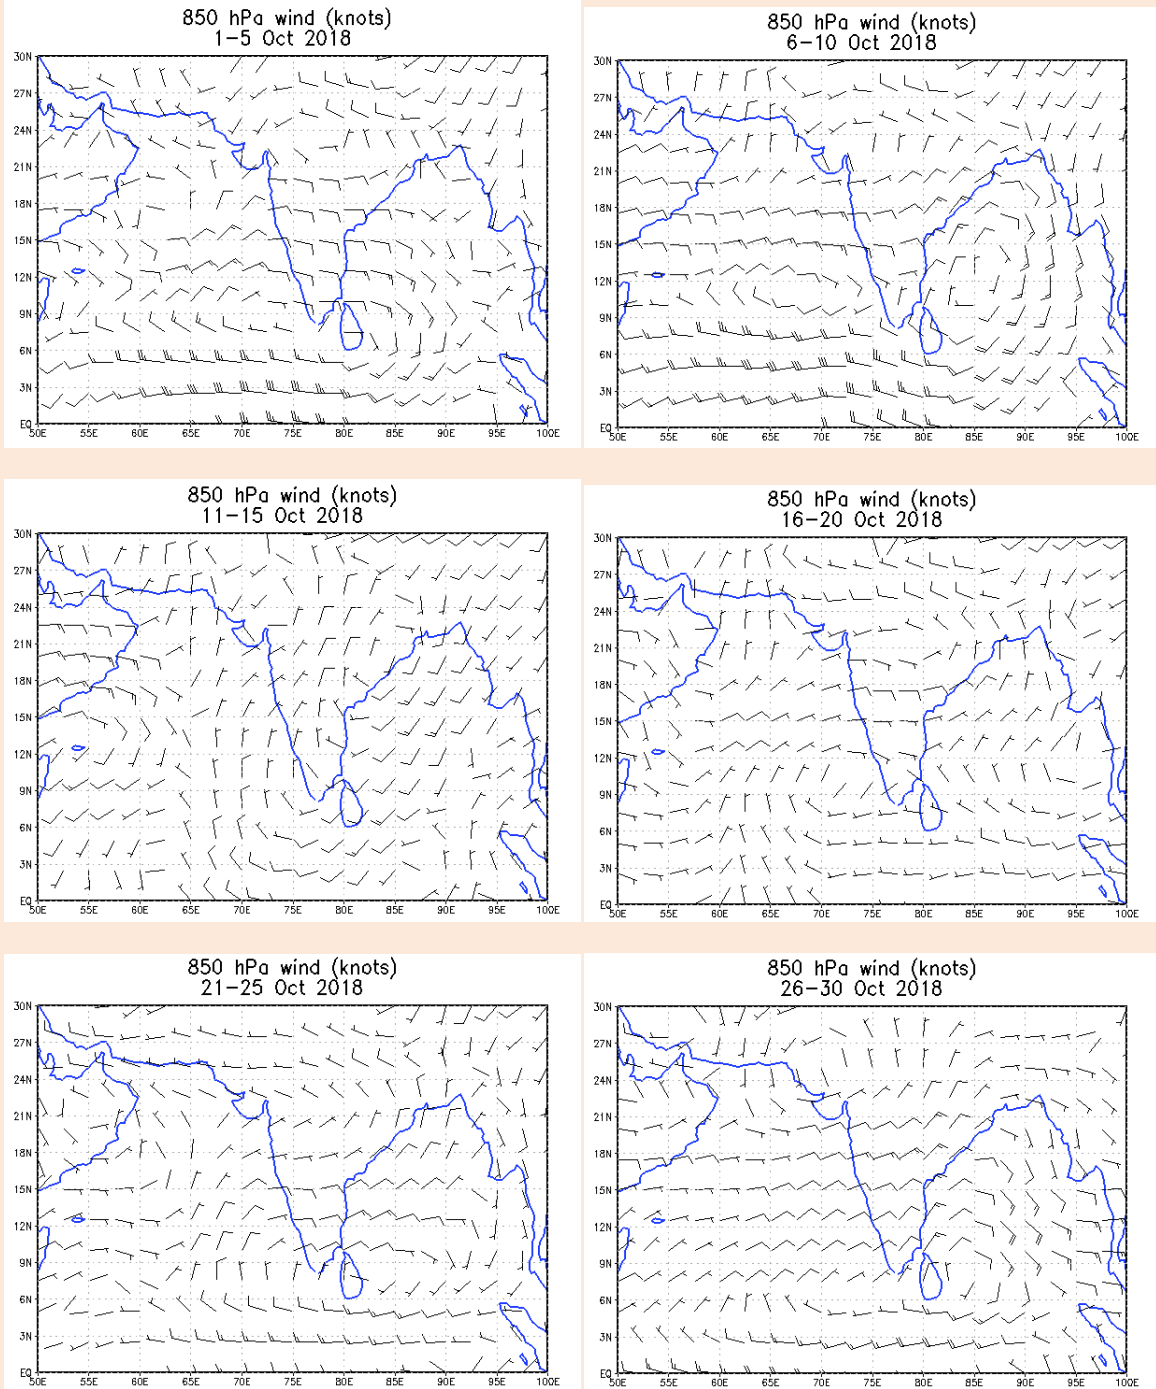 850 hPa wind (knots)
1-5 Oct 2018
30N
27N
24N
21N
18N
15N
12N
9N
6N
3N
EQ
50E 55E 60E 65E 70E 75E 80E 85E 90E 95E 100E
850 hPa wind (knots)
6-10 Oct 2018
30N
27N
24N
21N
18N
15N
12N
9N
6N
3N
EQ
50E 55E 60E 65E 70E 75E 80E 85E 90E 95E 100E
850 hPa wind (knots)
11-15 Oct 2018
30N
27N
24N
21N
18N
15N
12N
9N
6N
3N
EQ
50E 55E 60E 65E 70E 75E 80E 85E 90E 95E 100E
850 hPa wind (knots)
16-20 Oct 2018
30N
27N
24N
21N
18N
15N
12N
9N
6N
3N
EQ
50E 55E 60E 65E 70E 75E 80E 85E 90E 95E 100E
850 hPa wind (knots)
21-25 Oct 2018
30N
27N
24N
21N
18N
15N
12N
9N
6N
3N
EQ
50E 55E 60E 65E 70E 75E 80E 85E 90E 95E 100E
850 hPa wind (knots)
26-30 Oct 2018
30N
27N
24N
21N
18N
15N
12N
9N
6N
3N
EQ
50E 55E 60E 65E 70E 75E 80E 85E 90E 95E 100E